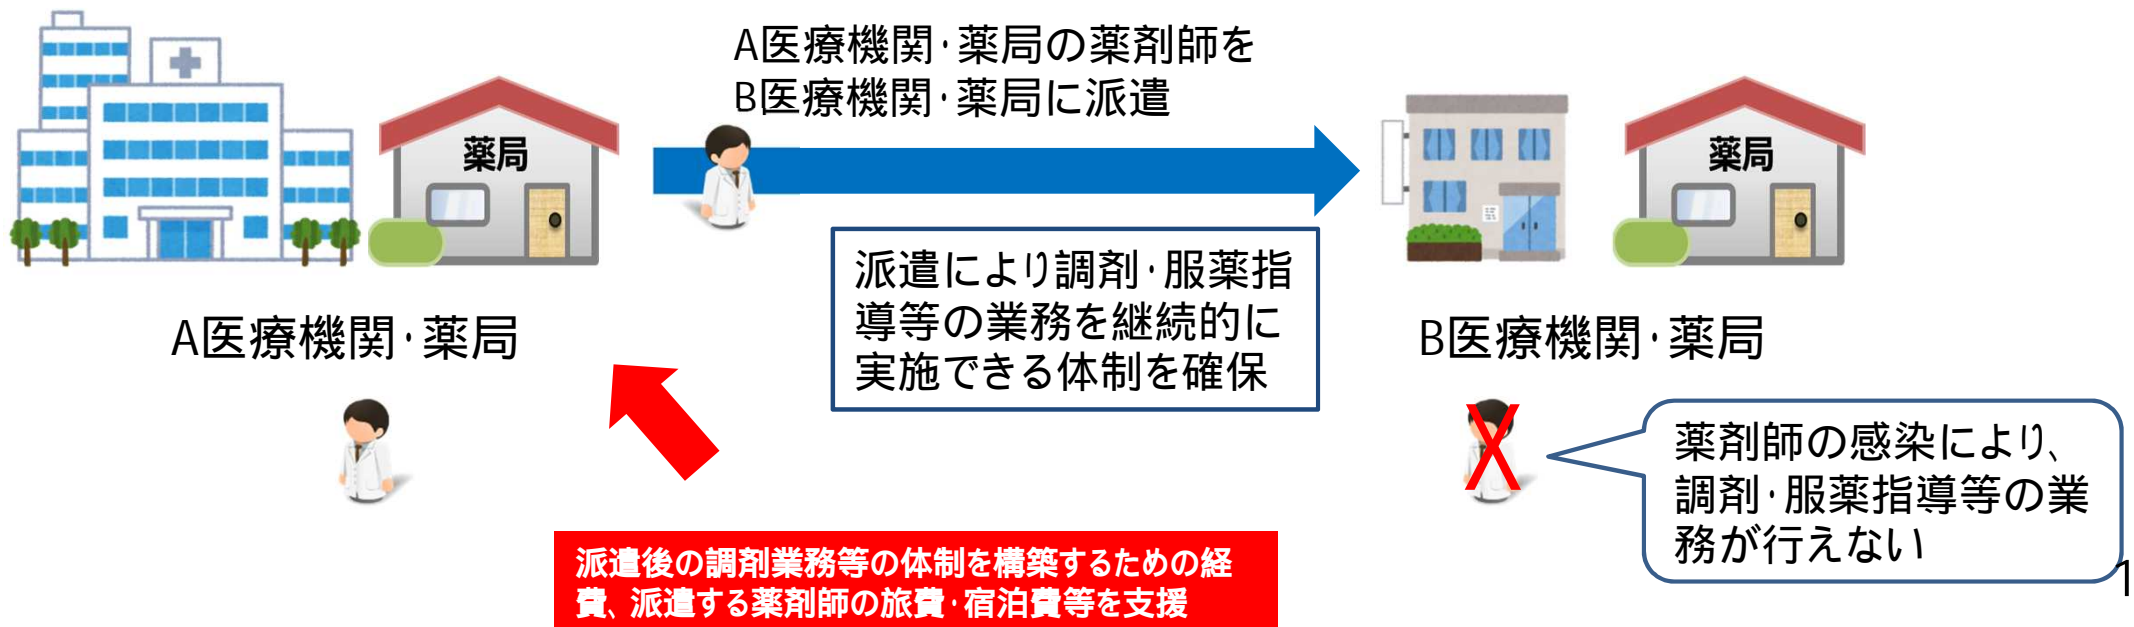 A医療機関・薬局の薬剤師を
B医療機関・薬局に派遣
薬局
薬局
派遣により調剤・服薬指
導等の業務を継続的に
実施できる体制を確保
A医療機関・薬局
B医療機関・薬局
X
薬剤師の感染により、
調剤・服薬指導等の業
務が行えない
派遣後の調剤業務等の体制を構築するための経
費、派遣する薬剤師の旅費・宿泊費等を支援
1